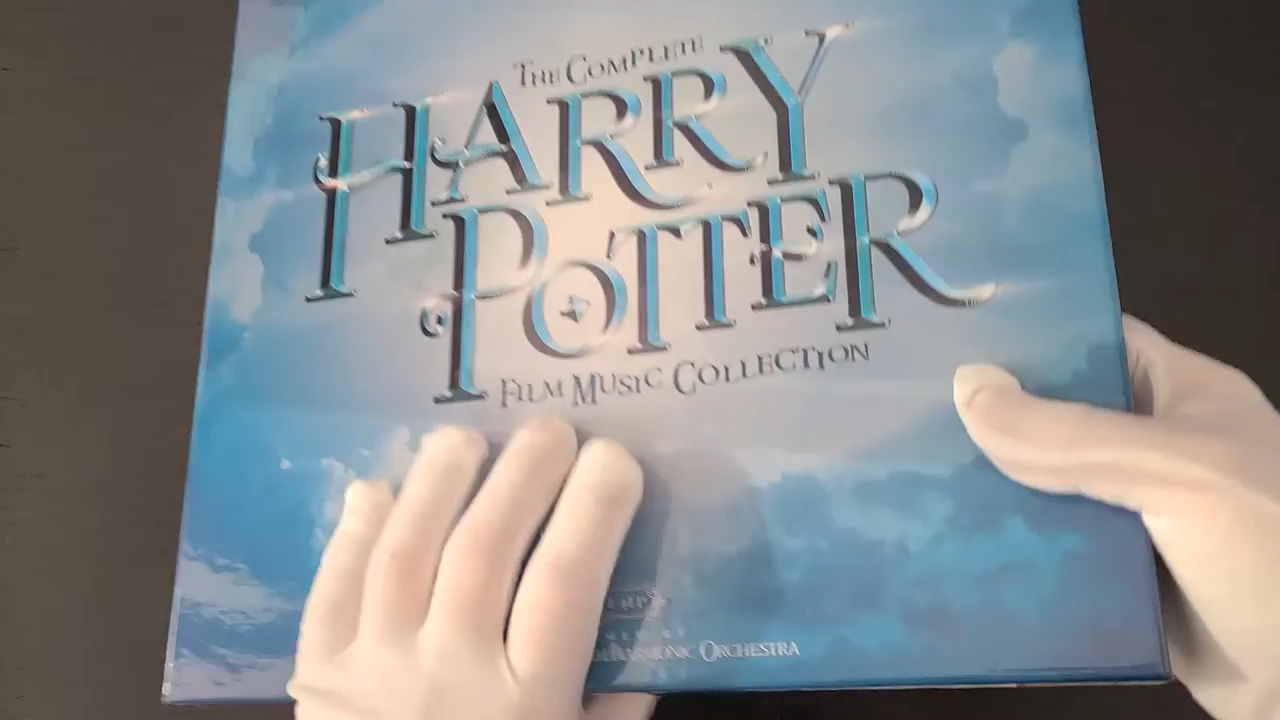 THE COMPLETE
HARRY
POTTER
FILM MUSIC COLLECTION
ORCHESTRA